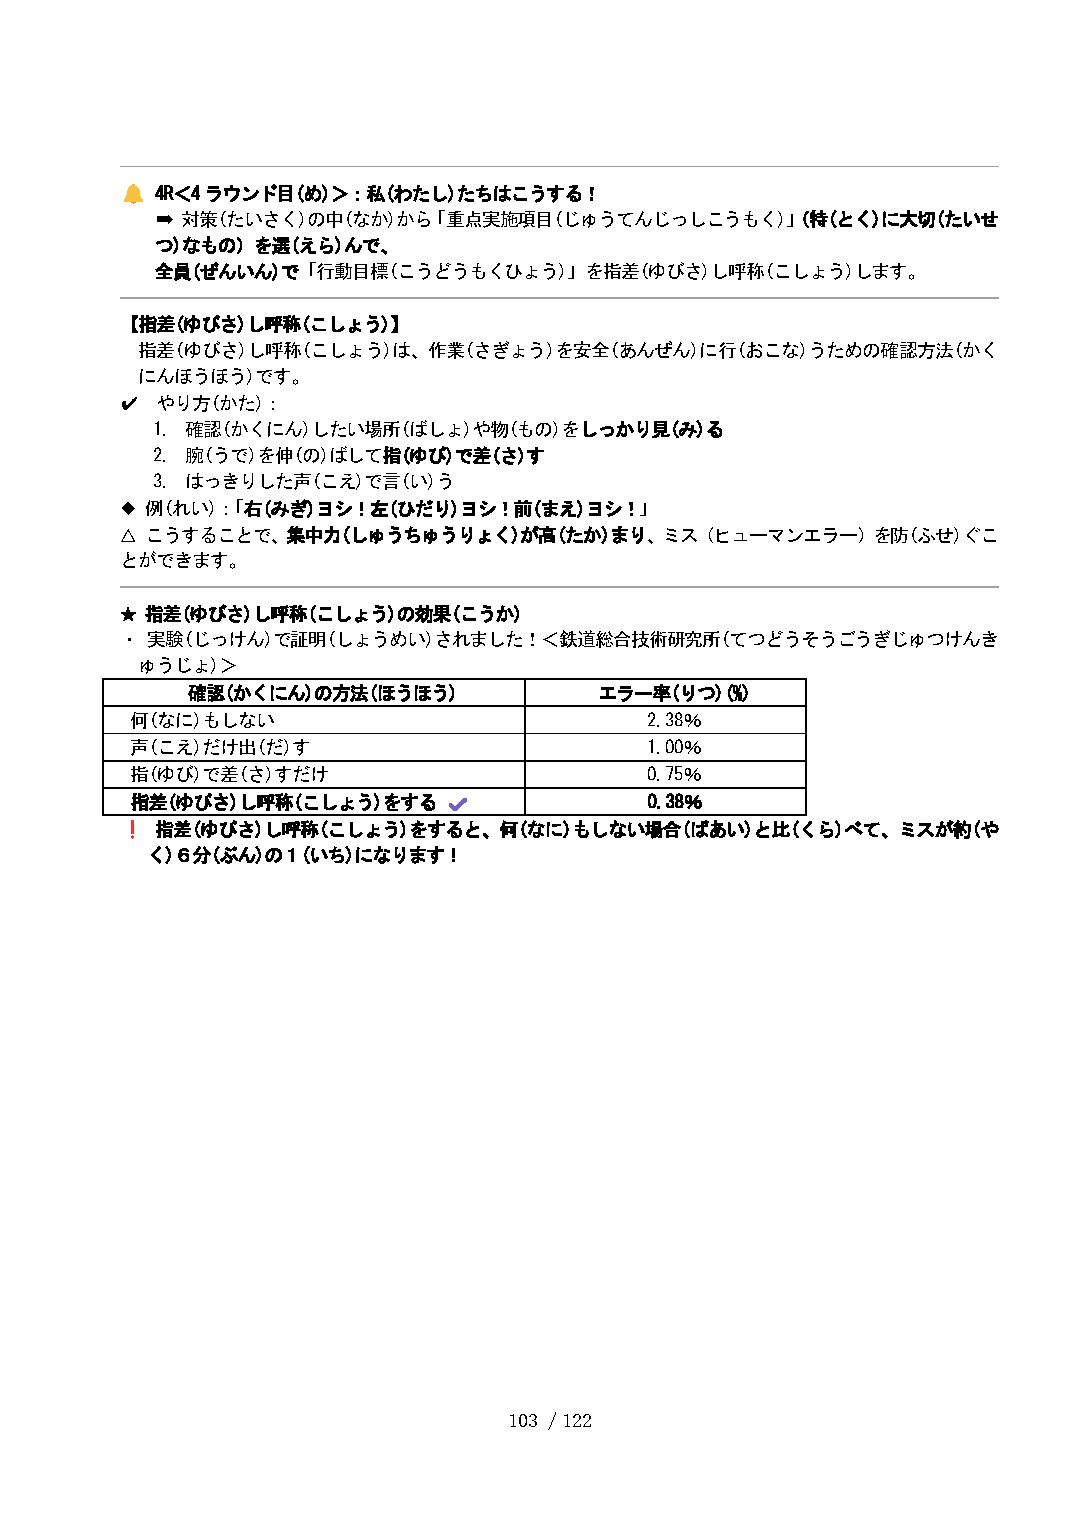 🔔 4R＜4ラウンド目(め)＞：私(わたし)たちはこうする！
➡ 対策(たいさく)の中(なか)から「重点実施項目(じゅうてんじっしこうもく)」(特(とく)に大切(たいせ
つ)なもの) を選(えら)んで、
全員(ぜんいん)で「行動目標(こうどうもくひょう)」を指差(ゆびさ)し呼称(こしょう)します。
【指差(ゆびさ)し呼称(こしょう)】
指差(ゆびさ)し呼称(こしょう)は、作業(さぎょう)を安全(あんぜん)に行(おこな)うための確認方法(かく
にんほうほう)です。
✔ やり方(かた)：
1. 確認(かくにん)したい場所(ばしょ)や物(もの)をしっかり見(み)る
2. 腕(うで)を伸(の)ばして指(ゆび)で差(さ)す
3. はっきりした声(こえ)で言(い)う
◆ 例(れい)：「右(みぎ)ヨシ！左(ひだり)ヨシ！前(まえ)ヨシ！」
△ こうすることで、集中力(しゅうちゅうりょく)が高(たか)まり、ミス（ヒューマンエラー）を防(ふせ)ぐこ
とができます。
★ 指差(ゆびさ)し呼称(こしょう)の効果(こうか)
・ 実験(じっけん)で証明(しょうめい)されました！＜鉄道総合技術研究所(てつどうそうごうぎじゅつけんき
ゅうじょ)＞
確認(かくにん)の方法(ほうほう) エラー率(りつ)(%)
何(なに)もしない 2.38%
声(こえ)だけ出(だ)す 1.00%
指(ゆび)で差(さ)すだけ 0.75%
指差(ゆびさ)し呼称(こしょう)をする ✔ 0.38%
❗ 指差(ゆびさ)し呼称(こしょう)をすると、何(なに)もしない場合(ばあい)と比(くら)べて、ミスが約(や
く)６分(ぶん)の１(いち)になります！
103 / 122